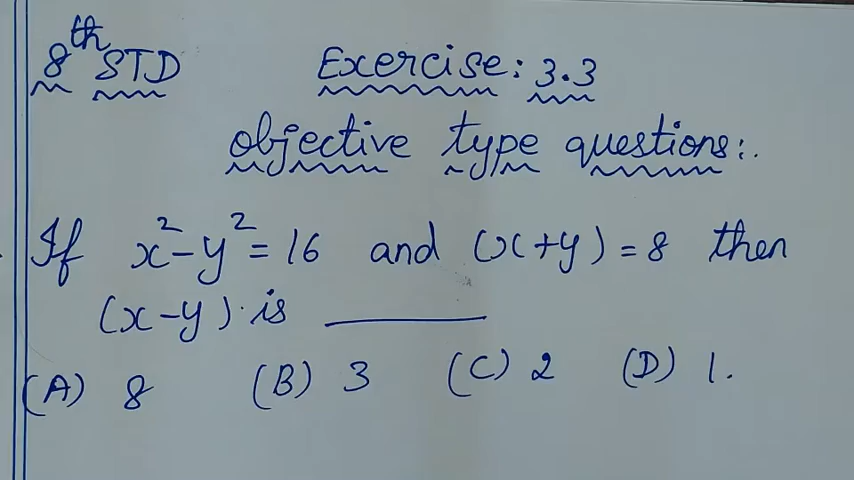 8th STD Exercise: 3.3
objective type questions:.
If x²-y² = 16 and (x+y) = 8 then
(x-y) is ________
(A) 8 (B) 3 (C) 2 (D) 1.